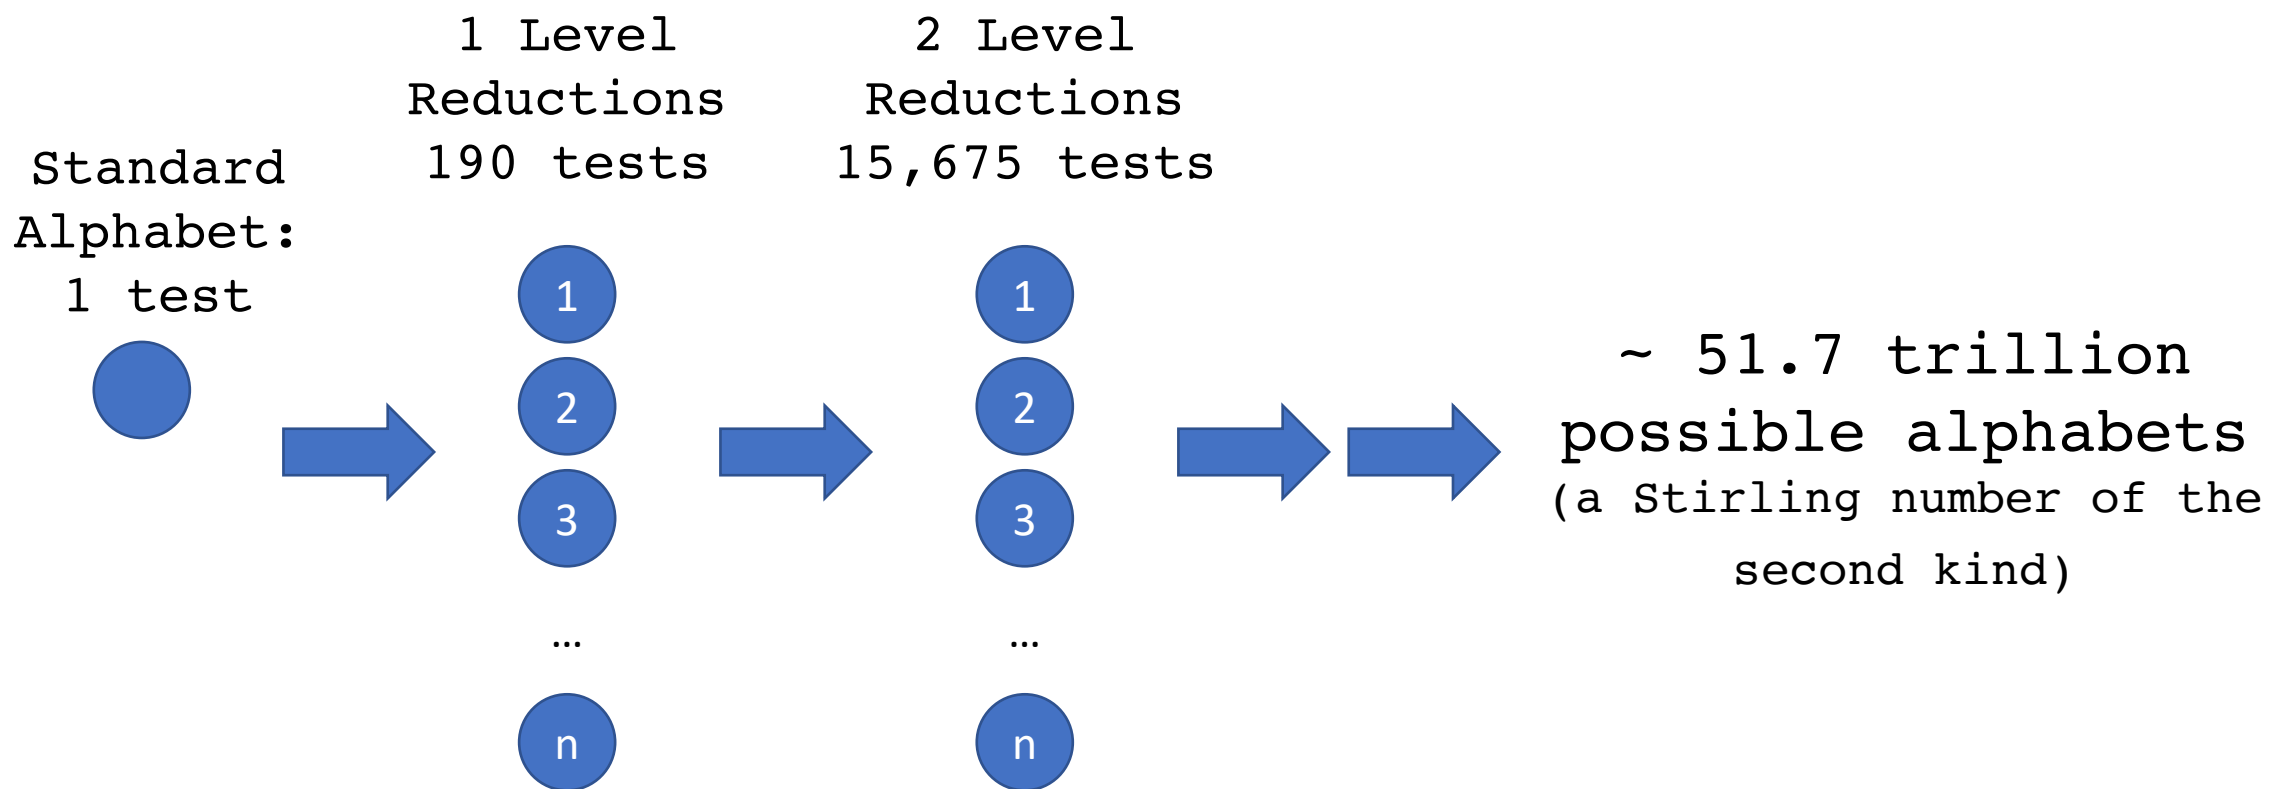 Standard
Alphabet:
1 test
1 Level
Reductions
190 tests
1
2
3
…
n
2 Level
Reductions
15,675 tests
1
2
3
…
n
~ 51.7 trillion
possible alphabets
(a Stirling number of the
second kind)